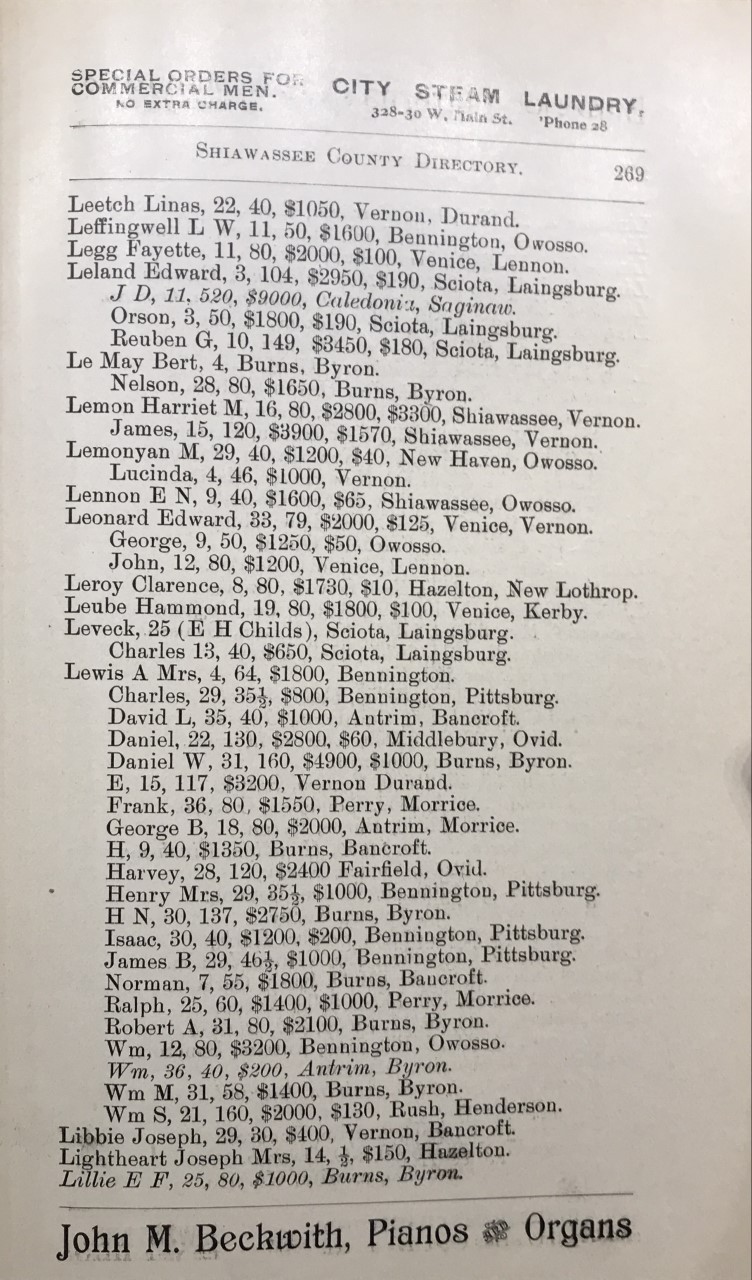 SPECIAL ORDERS FOR
COMMERCIAL MEN.
NO EXTRA CHARGE.
CITY STEAM LAUNDRY,
328-30 W. Main St. 'Phone 28
SHIAWASSEE COUNTY DIRECTORY. 269
Leetch Linas, 22, 40, $1050, Vernon, Durand.
Leffingwell L W, 11, 50, $1600, Bennington, Owosso.
Legg Fayette, 11, 80, $2000, $100, Venice, Lennon.
Leland Edward, 3, 104, $2950, $190, Sciota, Laingsburg.
J D, 11, 520, $9000, Caledonia, Saginaw.
Orson, 3, 50, $1800, $190, Sciota, Laingsburg.
Reuben G, 10, 149, $3450, $180, Sciota, Laingsburg.
Le May Bert, 4, Burns, Byron.
Nelson, 28, 80, $1650, Burns, Byron.
Lemon Harriet M, 16, 80, $2800, $3300, Shiawassee, Vernon.
James, 15, 120, $3900, $1570, Shiawassee, Vernon.
Lemonyan M, 29, 40, $1200, $40, New Haven, Owosso.
Lucinda, 4, 46, $1000, Vernon.
Lennon E N, 9, 40, $1600, $65, Shiawassee, Owosso.
Leonard Edward, 33, 79, $2000, $125, Venice, Vernon.
George, 9, 50, $1250, $50, Owosso.
John, 12, 80, $1200, Venice, Lennon.
Leroy Clarence, 8, 80, $1730, $10, Hazelton, New Lothrop.
Leube Hammond, 19, 80, $1800, $100, Venice, Kerby.
Leveck, 25 (E H Childs), Sciota, Laingsburg.
Charles 13, 40, $650, Sciota, Laingsburg.
Lewis A Mrs, 4, 64, $1800, Bennington.
Charles, 29, 35½, $800, Bennington, Pittsburg.
David L, 35, 40, $1000, Antrim, Bancroft.
Daniel, 22, 130, $2800, $60, Middlebury, Ovid.
Daniel W, 31, 160, $4900, $1000, Burns, Byron.
E, 15, 117, $3200, Vernon Durand.
Frank, 36, 80, $1550, Perry, Morrice.
George B, 18, 80, $2000, Antrim, Morrice.
H, 9, 40, $1350, Burns, Bancroft.
Harvey, 28, 120, $2400 Fairfield, Ovid.
Henry Mrs, 29, 35½, $1000, Bennington, Pittsburg.
H N, 30, 137, $2750, Burns, Byron.
Isaac, 30, 40, $1200, $200, Bennington, Pittsburg.
James B, 29, 46½, $1000, Bennington, Pittsburg.
Norman, 7, 55, $1800, Burns, Bancroft.
Ralph, 25, 60, $1400, $1000, Perry, Morrice.
Robert A, 31, 80, $2100, Burns, Byron.
Wm, 12, 80, $3200, Bennington, Owosso.
Wm, 36, 40, $200, Antrim, Byron.
Wm M, 31, 58, $1400, Burns, Byron.
Wm S, 21, 160, $2000, $130, Rush, Henderson.
Libbie Joseph, 29, 30, $400, Vernon, Bancroft.
Lightheart Joseph Mrs, 14, ½, $150, Hazelton.
Lillie E F, 25, 80, $1000, Burns, Byron.
John M. Beckwith, Pianos Organs